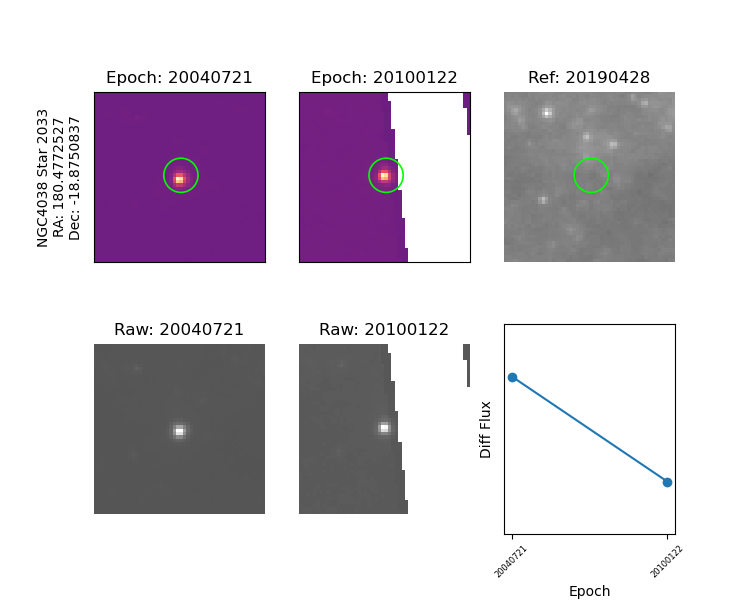 Epoch: 20040721
Epoch: 20100122
Ref: 20190428
NGC4038 Star 2033
RA: 180.4772527
Dec: -18.8750837
Raw: 20040721
Raw: 20100122
Diff Flux
20040721
20100122
Epoch